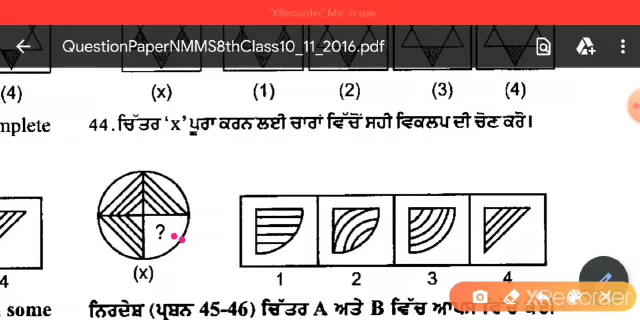 "XRecorder",Mic in use
QuestionPaperNMMS8thClass10_11_2016.pdf
(4) (x) (1) (2) (3) (4)
mplete 44.ਚਿੱਤਰ ‘x’ ਪੂਰਾ ਕਰਨ ਲਈ ਚਾਰਾਂ ਵਿੱਚੋਂ ਸਹੀ ਵਿਕਲਪ ਦੀ ਚੋਣ ਕਰੋ।
?
4 (x) 1 2 3 4
XRecorder
some ਨਿਰਦੇਸ਼ (ਪ੍ਰਸ਼ਨ 45-46) ਚਿੱਤਰ A ਅਤੇ B ਵਿੱਚ